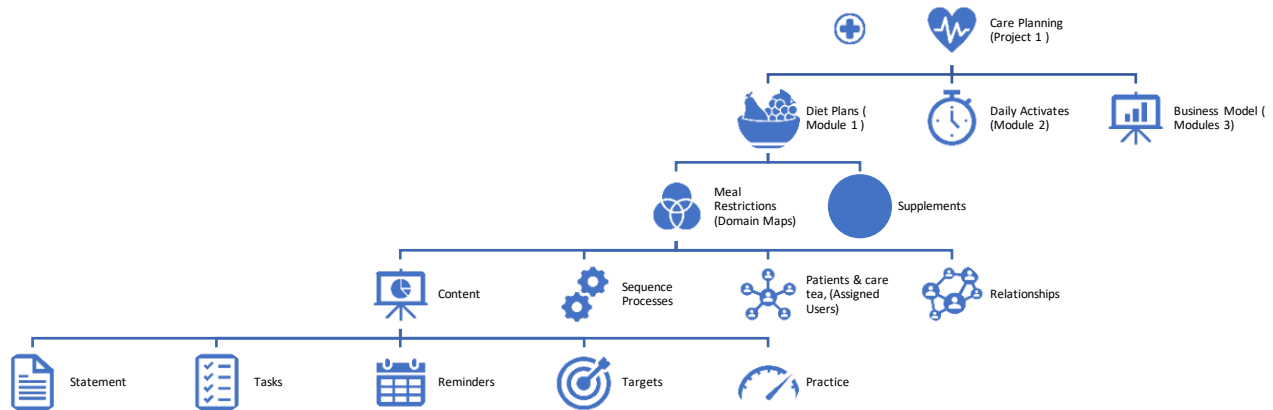 Care Planning
(Project 1 )
Diet Plans (
Module 1 )
Daily Activates
(Module 2)
Business Model (
Modules 3)
Meal
Restrictions
(Domain Maps)
Supplements
Content
Sequence
Processes
Patients & care
tea, (Assigned
Users)
Relationships
Statement
Tasks
Reminders
Targets
Practice